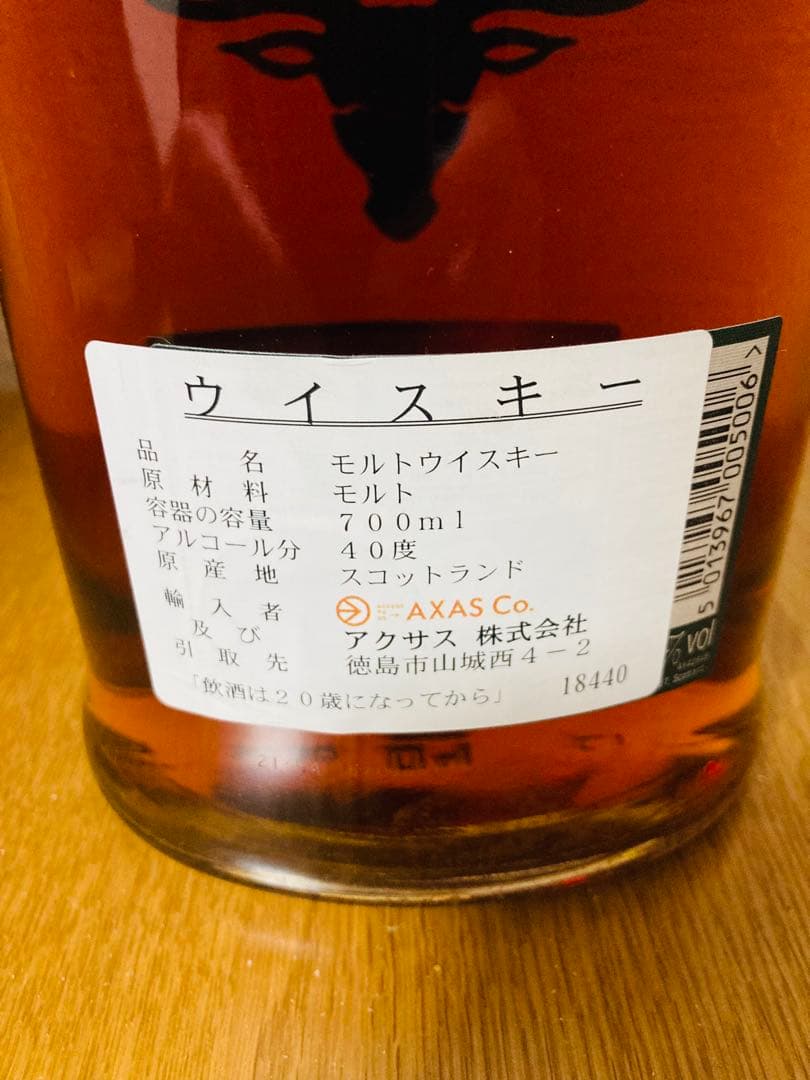 ウイスキー
品名 モルトウイスキー
原材料 モルト
容器の容量 700ml
アルコール分 40度
原産地 スコットランド
輸入者 AXAS Co.
及び アクサス 株式会社
引取先 徳島市山城西4-2
「飲酒は20歳になってから」 18440
5 013967 005006 >
% vol